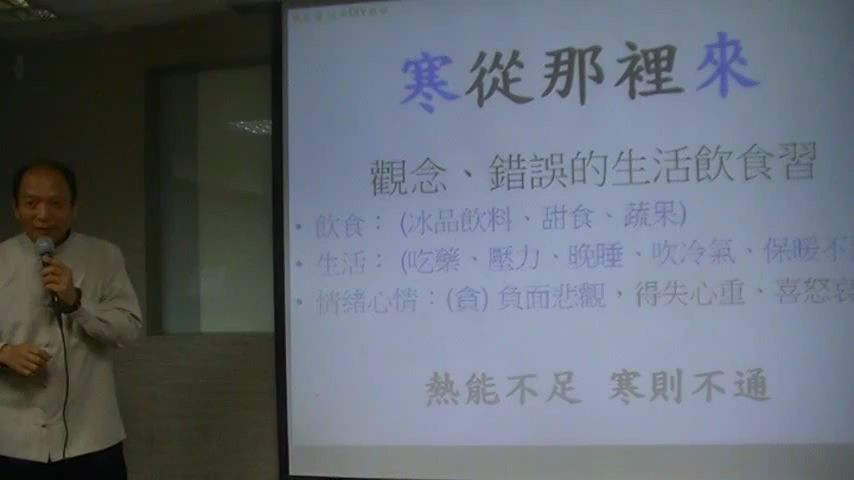 寒從那裡來
觀念、錯誤的生活飲食習
• 飲食：(冰品飲料、甜食、蔬果)
• 生活：(吃藥、壓力、晚睡、吹冷氣、保暖不
• 情绪心情：(貪) 負面悲觀，得失心重、喜怒哀
熱能不足 寒則不通